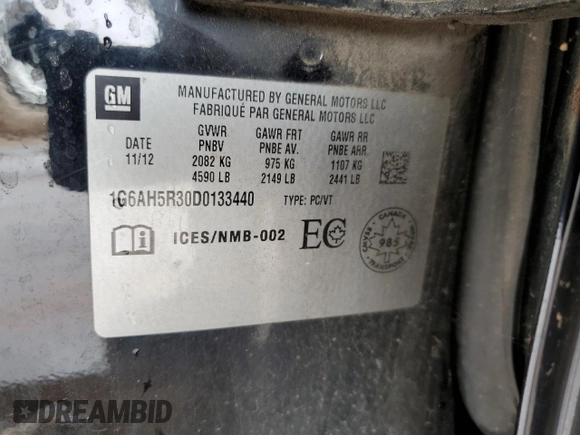 GM
MANUFACTURED BY GENERAL MOTORS LLC
FABRIQUÉ PAR GENERAL MOTORS LLC
GVWR GAWR FRT GAWR RR
DATE PNBV PNBE AV. PNBE ARR.
11/12 2082 KG 975 KG 1107 KG
4590 LB 2149 LB 2441 LB
1G6AH5R30D0133440 TYPE: PC/VT
ICES/NMB-002 EC
CANADA
985
TRANSPORT
CMVSS
DREAMBID